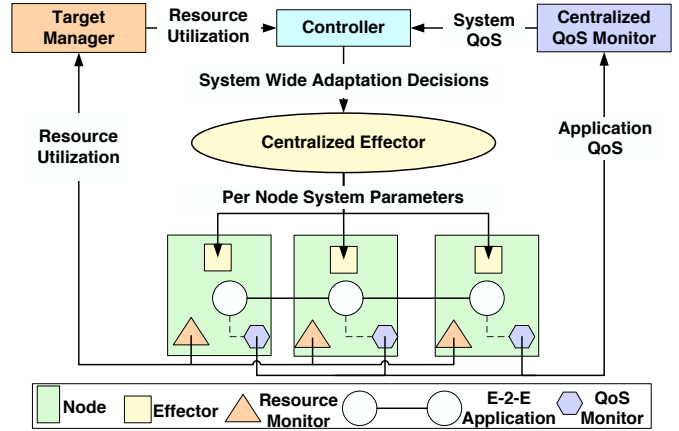 Target
Manager
Resource
Utilization
Controller
System
QoS
Centralized
QoS Monitor
System Wide Adaptation Decisions
Resource
Utilization
Centralized Effector
Application
QoS
Per Node System Parameters
Node
Effector
Resource
Monitor
E-2-E
Application
QoS
Monitor